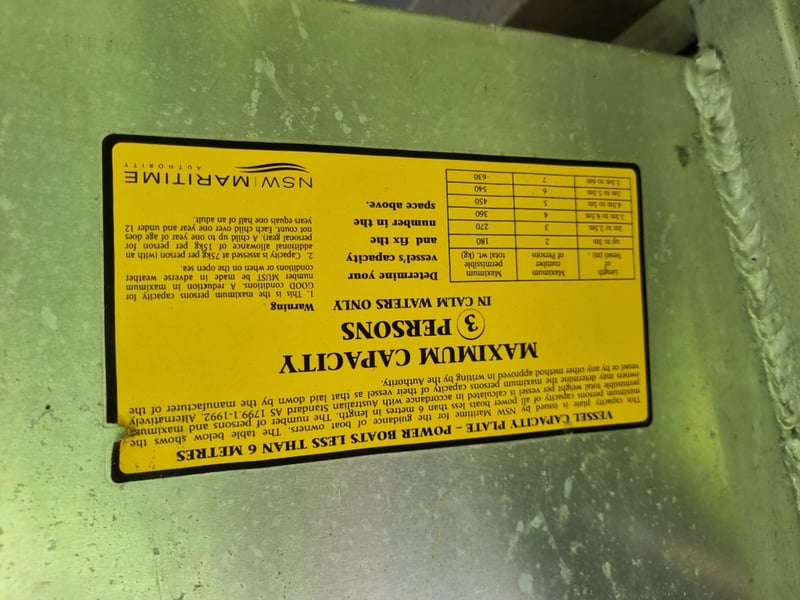 VESSEL CAPACITY PLATE – POWER BOATS LESS THAN 6 METRES
This capacity plate is issued by NSW Maritime for the guidance of boat owners. The table below shows the
maximum persons capacity of all power boats less than 6 metres in length. The number of persons and maximum
permissible total weight per vessel is calculated in accordance with Australian Standard AS 1799.1-1992. Alternatively
owners may determine the maximum persons capacity of their vessel as that laid down by the manufacturer of the
vessel or by any other method approved in writing by the Authority.
MAXIMUM CAPACITY
3 PERSONS
IN CALM WATERS ONLY
Length of Vessel .. (m) Maximum number of Persons Maximum permissible total wt. (kg)
up to 3m 2 180
3m to 3.5m 3 270
3.5m to 4.5m 4 360
4.5m to 5m 5 450
5m to 5.5m 6 540
5.5m to 6m 7 630
Determine your
vessel's capacity
and fix the
number in the
space above.
Warning
1. This is the maximum persons capacity for
GOOD conditions. A reduction in maximum
number MUST be made in adverse weather
conditions or when on the open sea.
2. Capacity is assessed at 75kg per person with an
additional allowance of 15kg per person for
personal gear). A child up to one year of age does
not count. Each child over one year and under 12
years equals one half of an adult.
NSW MARITIME
AUTHORITY